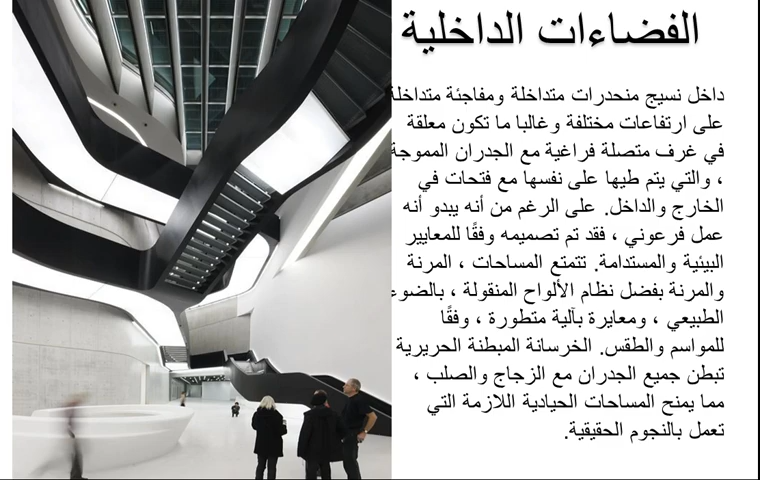 الفضاءات الداخلية
داخل نسيج منحدرات متداخلة ومفاجئة متداخلة
على ارتفاعات مختلفة وغالبا ما تكون معلقة
في غرف متصلة فراغية مع الجدران المموجة
، والتي يتم طيها على نفسها مع فتحات في
الخارج والداخل. على الرغم من أنه يبدو أنه
عمل فرعوني ، فقد تم تصميمه وفقًا للمعايير
البيئية والمستدامة. تتمتع المساحات ، المرنة
والمرنة بفضل نظام الألواح المنقولة ، بالضوء
الطبيعي ، ومعايرة بآلية متطورة ، وفقًا
للمواسم والطقس. الخرسانة المبطنة الحريرية
تبطن جميع الجدران مع الزجاج والصلب ،
مما يمنح المساحات الحيادية اللازمة التي
تعمل بالنجوم الحقيقية.